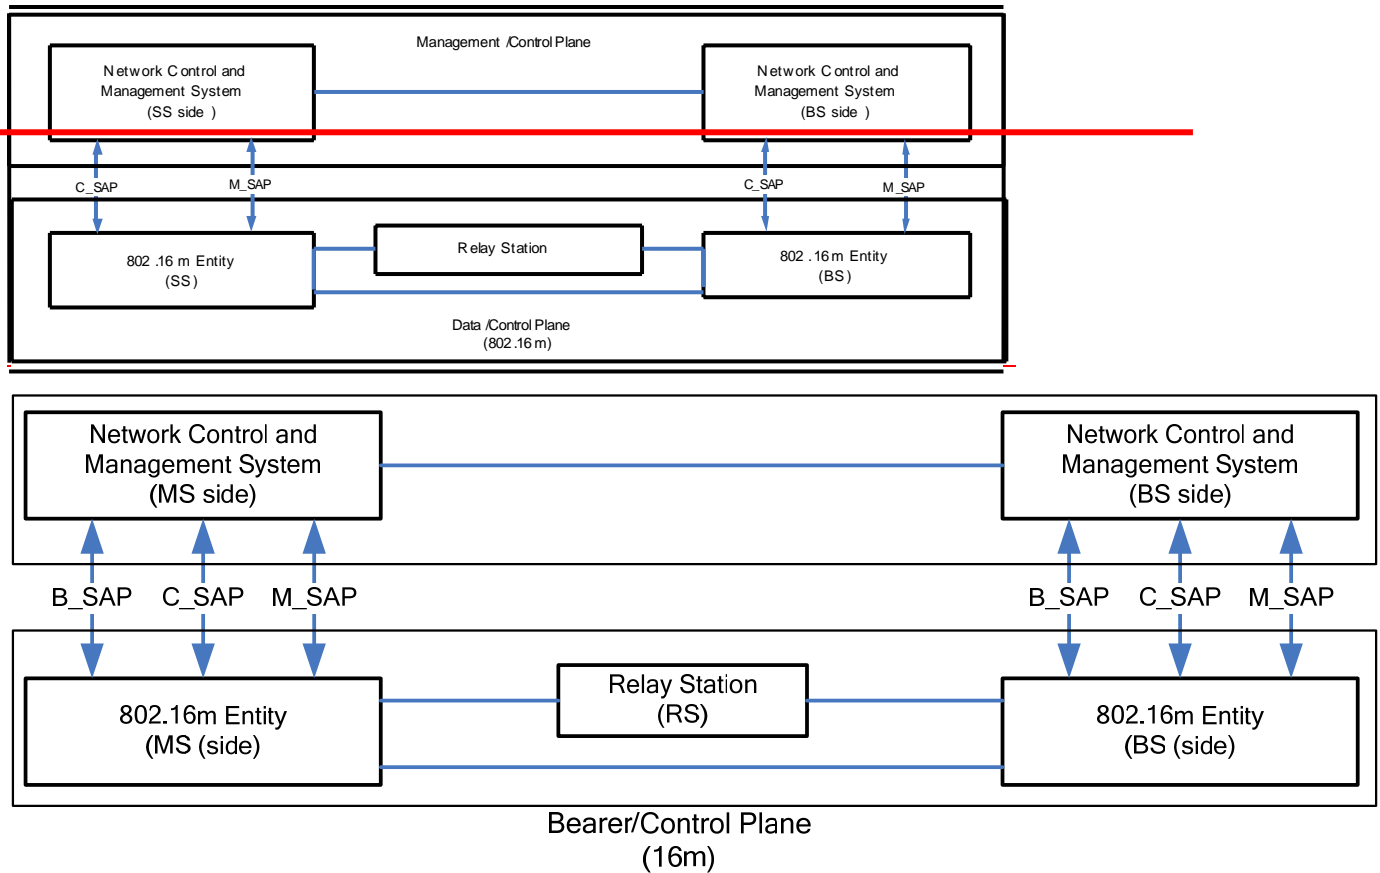 Management /Control Plane
Network Control and
Management System
(SS side )
Network Control and
Management System
(BS side )
C_SAP
M_SAP
C_SAP
M_SAP
802 .16 m Entity
(SS)
Relay Station
802 .16 m Entity
(BS)
Data /Control Plane
(802.16 m)
Network Control and
Management System
(MS side)
Network Control and
Management System
(BS side)
B_SAP
C_SAP
M_SAP
B_SAP
C_SAP
M_SAP
802.16m Entity
(MS (side)
Relay Station
(RS)
802.16m Entity
(BS (side)
Bearer/Control Plane
(16m)